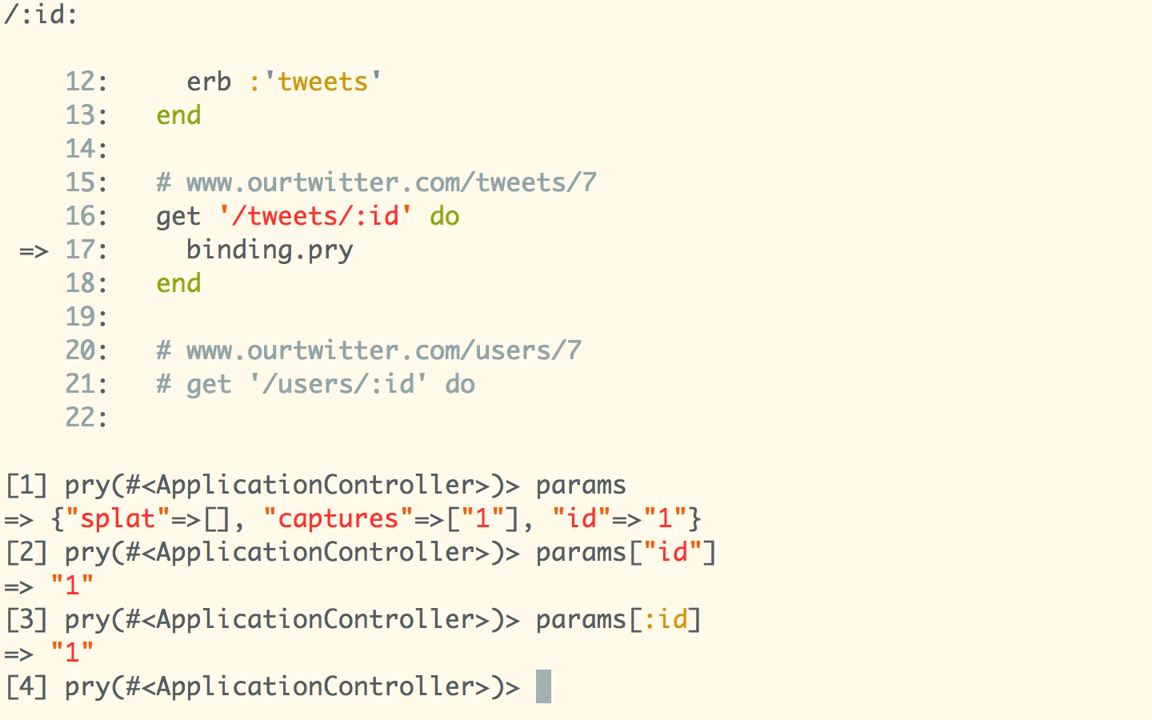 /:id:
12:     erb :'tweets'
13:   end
14:
15:   # www.ourtwitter.com/tweets/7
16:   get '/tweets/:id' do
=> 17:     binding.pry
18:   end
19:
20:   # www.ourtwitter.com/users/7
21:   # get '/users/:id' do
22:
[1] pry(#<ApplicationController>)> params
=> {"splat"=>[], "captures"=>["1"], "id"=>"1"}
[2] pry(#<ApplicationController>)> params["id"]
=> "1"
[3] pry(#<ApplicationController>)> params[:id]
=> "1"
[4] pry(#<ApplicationController>)>